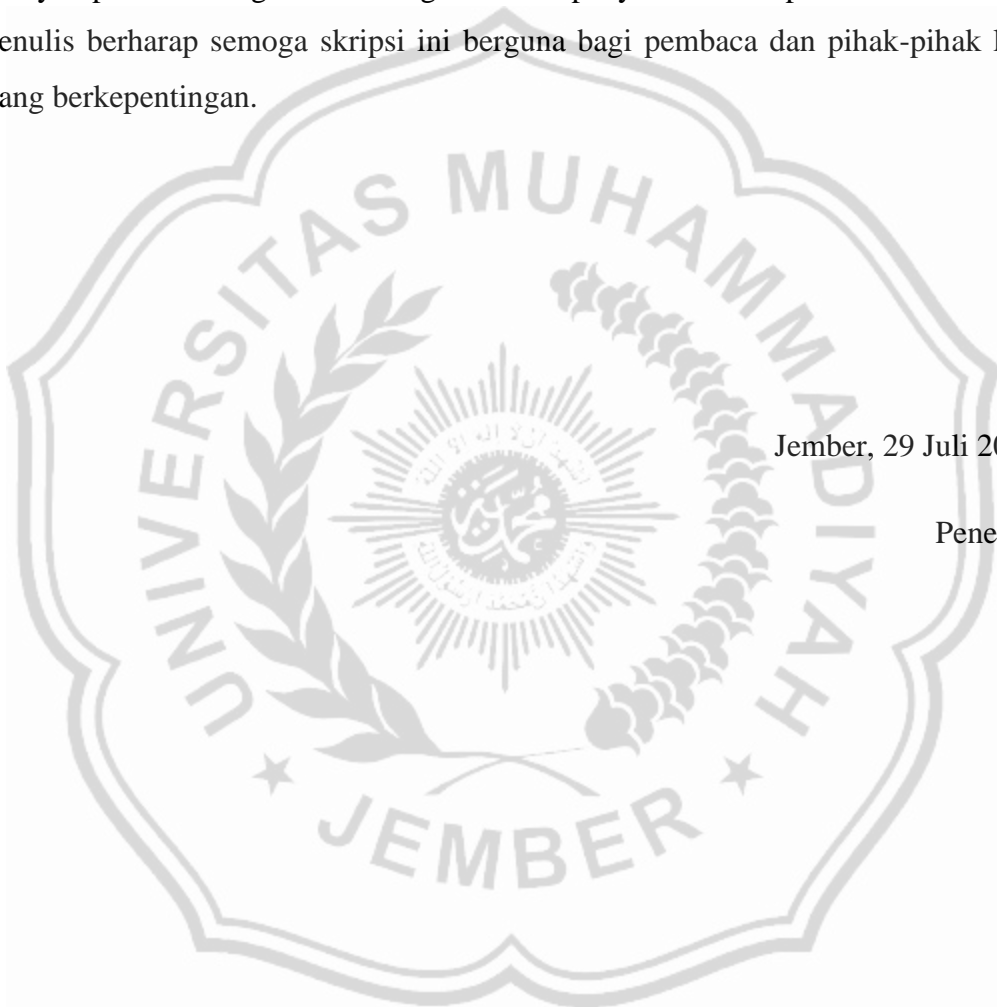 enulis berharap semoga skripsi ini berguna bagi pembaca dan pihak-pihak
ang berkepentingan.
UNIVERSITAS MUHAMMADIYAH
JEMBER
Jember, 29 Juli 20
Pene